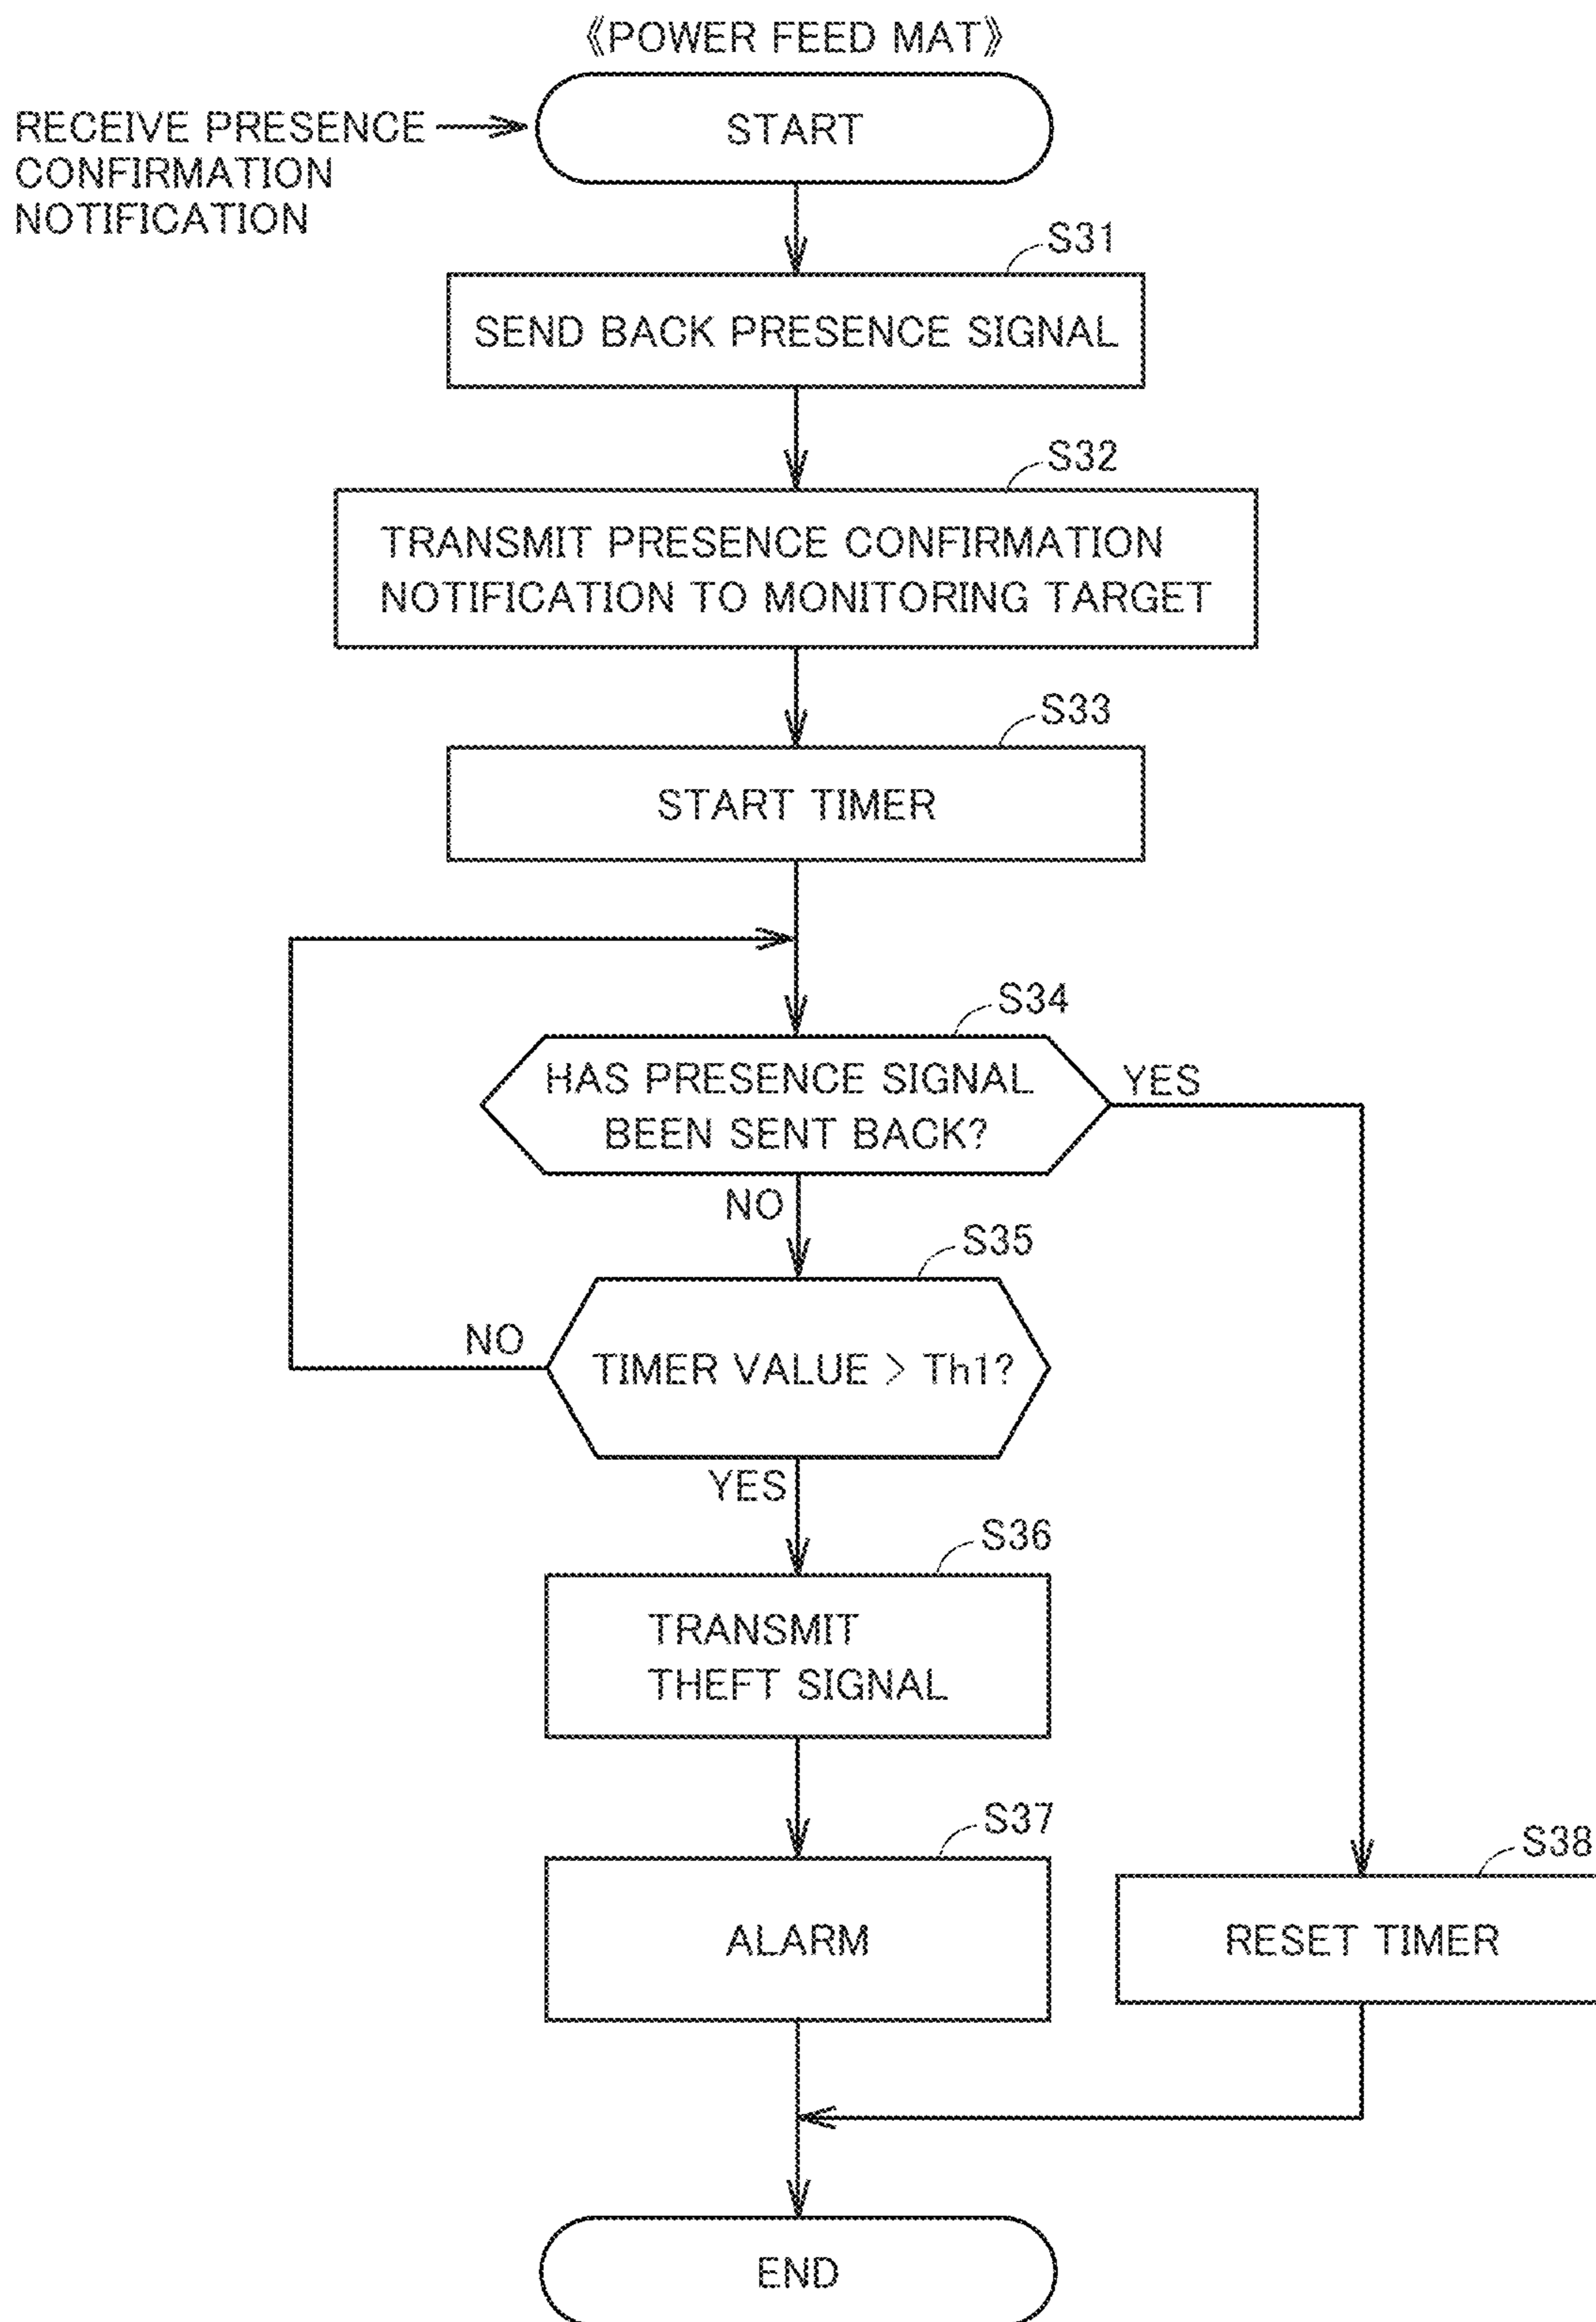 《POWER FEED MAT》
START
RECEIVE PRESENCE
CONFIRMATION
NOTIFICATION
S31
SEND BACK PRESENCE SIGNAL
S32
TRANSMIT PRESENCE CONFIRMATION
NOTIFICATION TO MONITORING TARGET
S33
START TIMER
S34
HAS PRESENCE SIGNAL
BEEN SENT BACK?
YES
NO
S35
TIMER VALUE > Th1?
NO
YES
S36
TRANSMIT
THEFT SIGNAL
S37
ALARM
S38
RESET TIMER
END